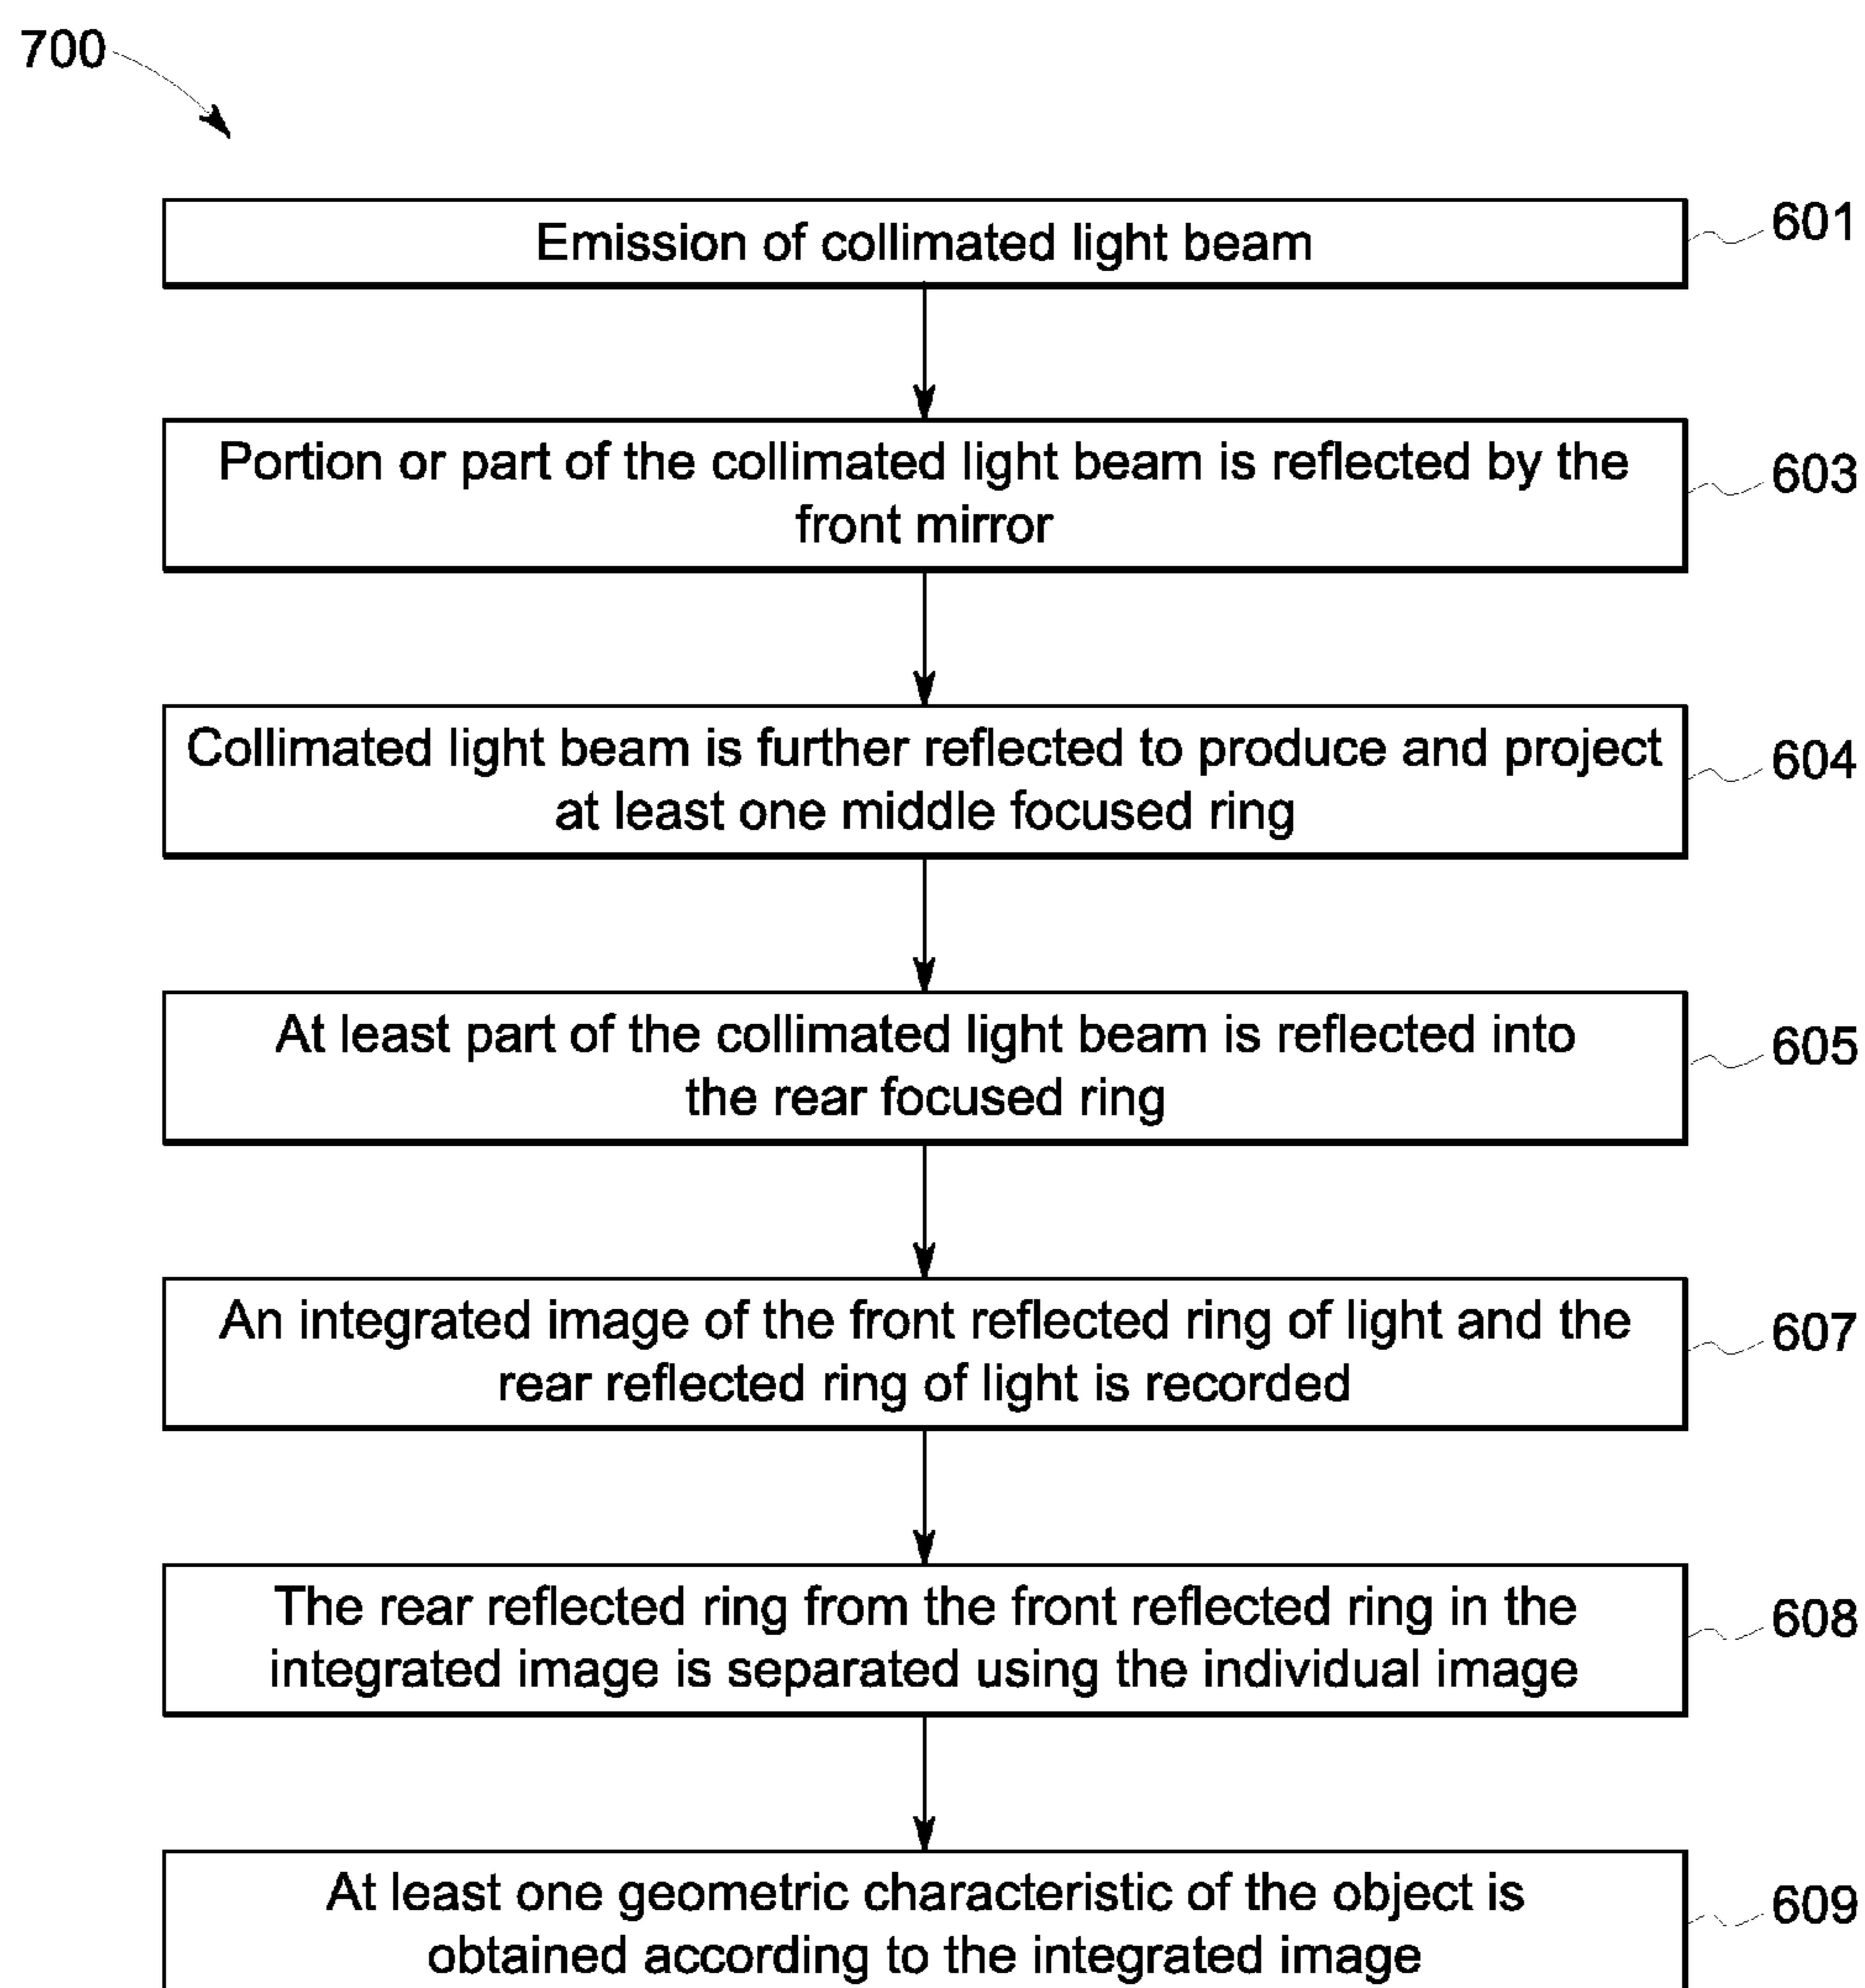 700
Emission of collimated light beam
601
Portion or part of the collimated light beam is reflected by the
front mirror
603
Collimated light beam is further reflected to produce and project
at least one middle focused ring
604
At least part of the collimated light beam is reflected into
the rear focused ring
605
An integrated image of the front reflected ring of light and the
rear reflected ring of light is recorded
607
The rear reflected ring from the front reflected ring in the
integrated image is separated using the individual image
608
At least one geometric characteristic of the object is
obtained according to the integrated image
609